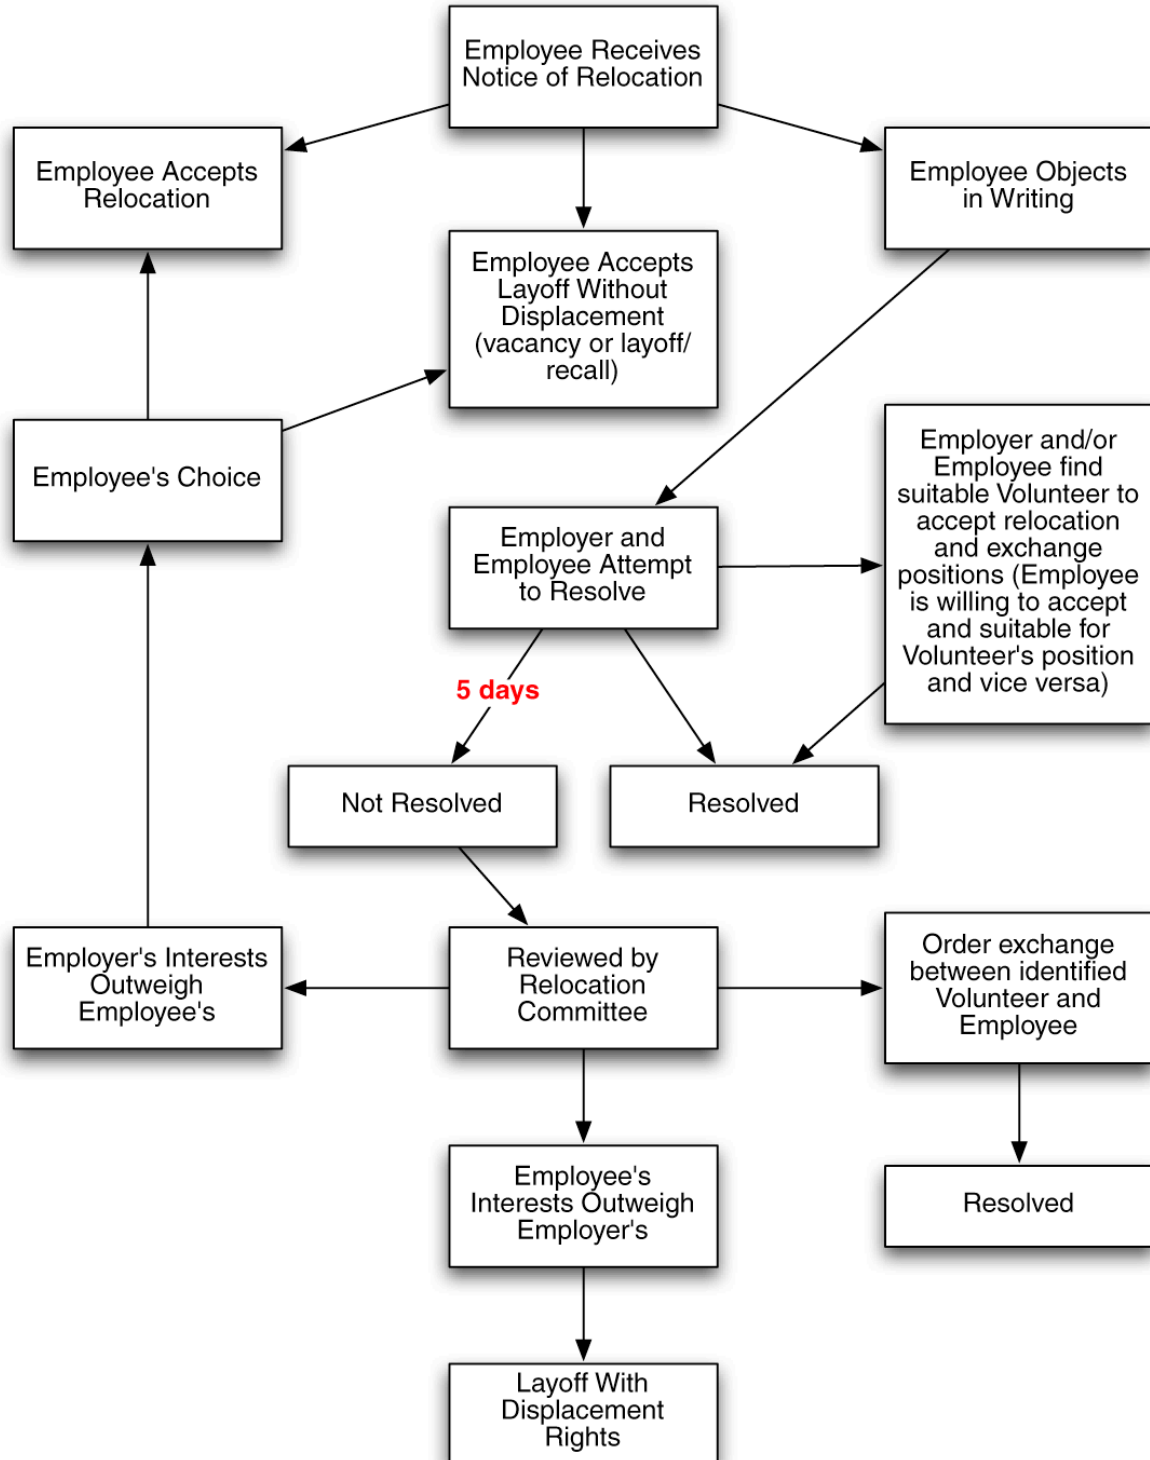 Employee Receives
Notice of Relocation
Employee Accepts
Relocation
Employee Objects
in Writing
Employee Accepts
Layoff Without
Displacement
(vacancy or layoff/
recall)
Employee's Choice
Employer and/or
Employee find
suitable Volunteer to
accept relocation
and exchange
positions (Employee
is willing to accept
and suitable for
Volunteer's position
and vice versa)
Employer and
Employee Attempt
to Resolve
5 days
Not Resolved
Resolved
Employer's Interests
Outweigh
Employee's
Reviewed by
Relocation
Committee
Order exchange
between identified
Volunteer and
Employee
Employee's
Interests Outweigh
Employer's
Resolved
Layoff With
Displacement
Rights